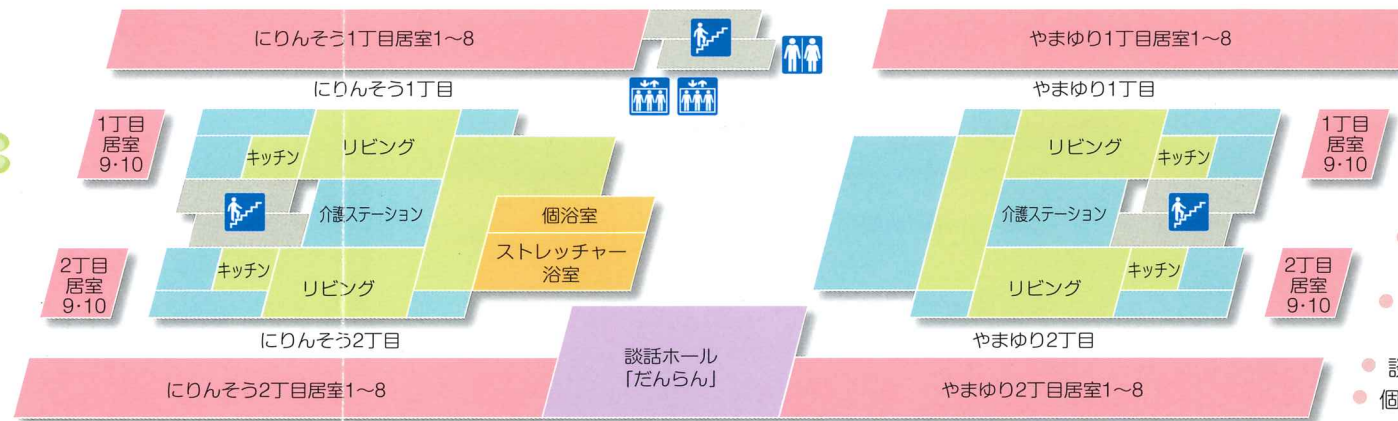 にりんそう1丁目居室1～8
やまゆり1丁目居室1～8
にりんそう1丁目
やまゆり1丁目
1丁目
居室
9・10
キッチン
リビング
リビング
キッチン
1丁目
居室
9・10
介護ステーション
個浴室
介護ステーション
ストレッチャー
浴室
2丁目
居室
9・10
キッチン
リビング
リビング
キッチン
2丁目
居室
9・10
にりんそう2丁目
やまゆり2丁目
談話ホール
「だんらん」
にりんそう2丁目居室1～8
やまゆり2丁目居室1～8
個